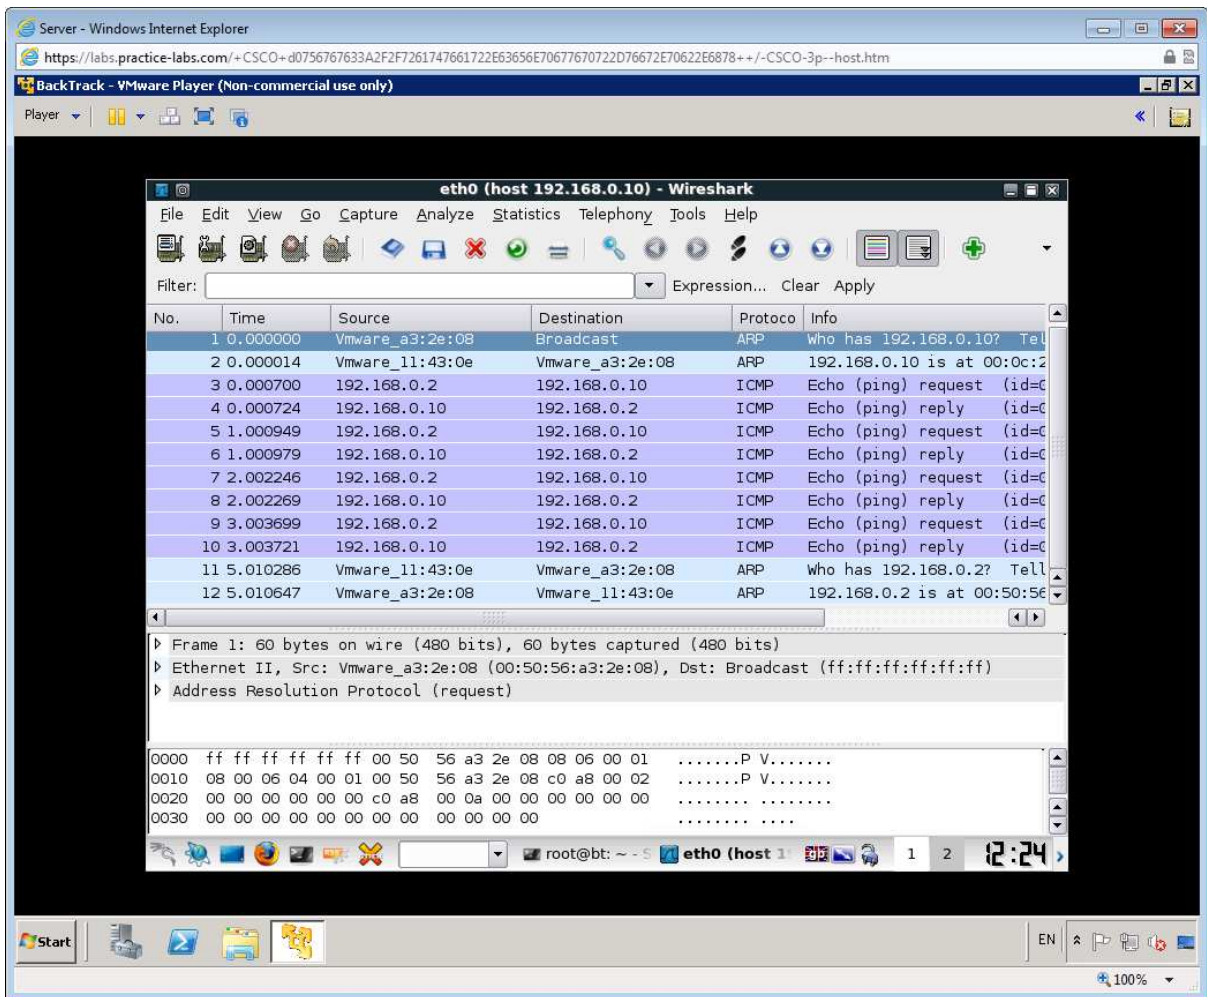 Server - Windows Internet Explorer
https://labs.practice-labs.com/+CSCO+d0756767633A2F2F7261747661722E63656E70677670722D76672E70622E6878++/-CSCO-3p--host.htm
BackTrack - VMware Player (Non-commercial use only)
Player
eth0 (host 192.168.0.10) - Wireshark
File Edit View Go Capture Analyze Statistics Telephony Tools Help
Filter: Expression... Clear Apply
No. Time Source Destination Protoco Info
1 0.000000 Vmware_a3:2e:08 Broadcast ARP Who has 192.168.0.10? Tel
2 0.000014 Vmware_11:43:0e Vmware_a3:2e:08 ARP 192.168.0.10 is at 00:0c:2
3 0.000700 192.168.0.2 192.168.0.10 ICMP Echo (ping) request (id=0
4 0.000724 192.168.0.10 192.168.0.2 ICMP Echo (ping) reply (id=0
5 1.000949 192.168.0.2 192.168.0.10 ICMP Echo (ping) request (id=0
6 1.000979 192.168.0.10 192.168.0.2 ICMP Echo (ping) reply (id=0
7 2.002246 192.168.0.2 192.168.0.10 ICMP Echo (ping) request (id=0
8 2.002269 192.168.0.10 192.168.0.2 ICMP Echo (ping) reply (id=0
9 3.003699 192.168.0.2 192.168.0.10 ICMP Echo (ping) request (id=0
10 3.003721 192.168.0.10 192.168.0.2 ICMP Echo (ping) reply (id=0
11 5.010286 Vmware_11:43:0e Vmware_a3:2e:08 ARP Who has 192.168.0.2? Tell
12 5.010647 Vmware_a3:2e:08 Vmware_11:43:0e ARP 192.168.0.2 is at 00:50:56
Frame 1: 60 bytes on wire (480 bits), 60 bytes captured (480 bits)
Ethernet II, Src: Vmware_a3:2e:08 (00:50:56:a3:2e:08), Dst: Broadcast (ff:ff:ff:ff:ff:ff)
Address Resolution Protocol (request)
0000 ff ff ff ff ff ff 00 50 56 a3 2e 08 08 06 00 01 .......P V.......
0010 08 00 06 04 00 01 00 50 56 a3 2e 08 c0 a8 00 02 .......P V.......
0020 00 00 00 00 00 00 c0 a8 00 0a 00 00 00 00 00 00 ........ ........
0030 00 00 00 00 00 00 00 00 00 00 00 00 ........ ....
root@bt: ~ - S eth0 (host 1 1 2 12:24
Start EN
100%